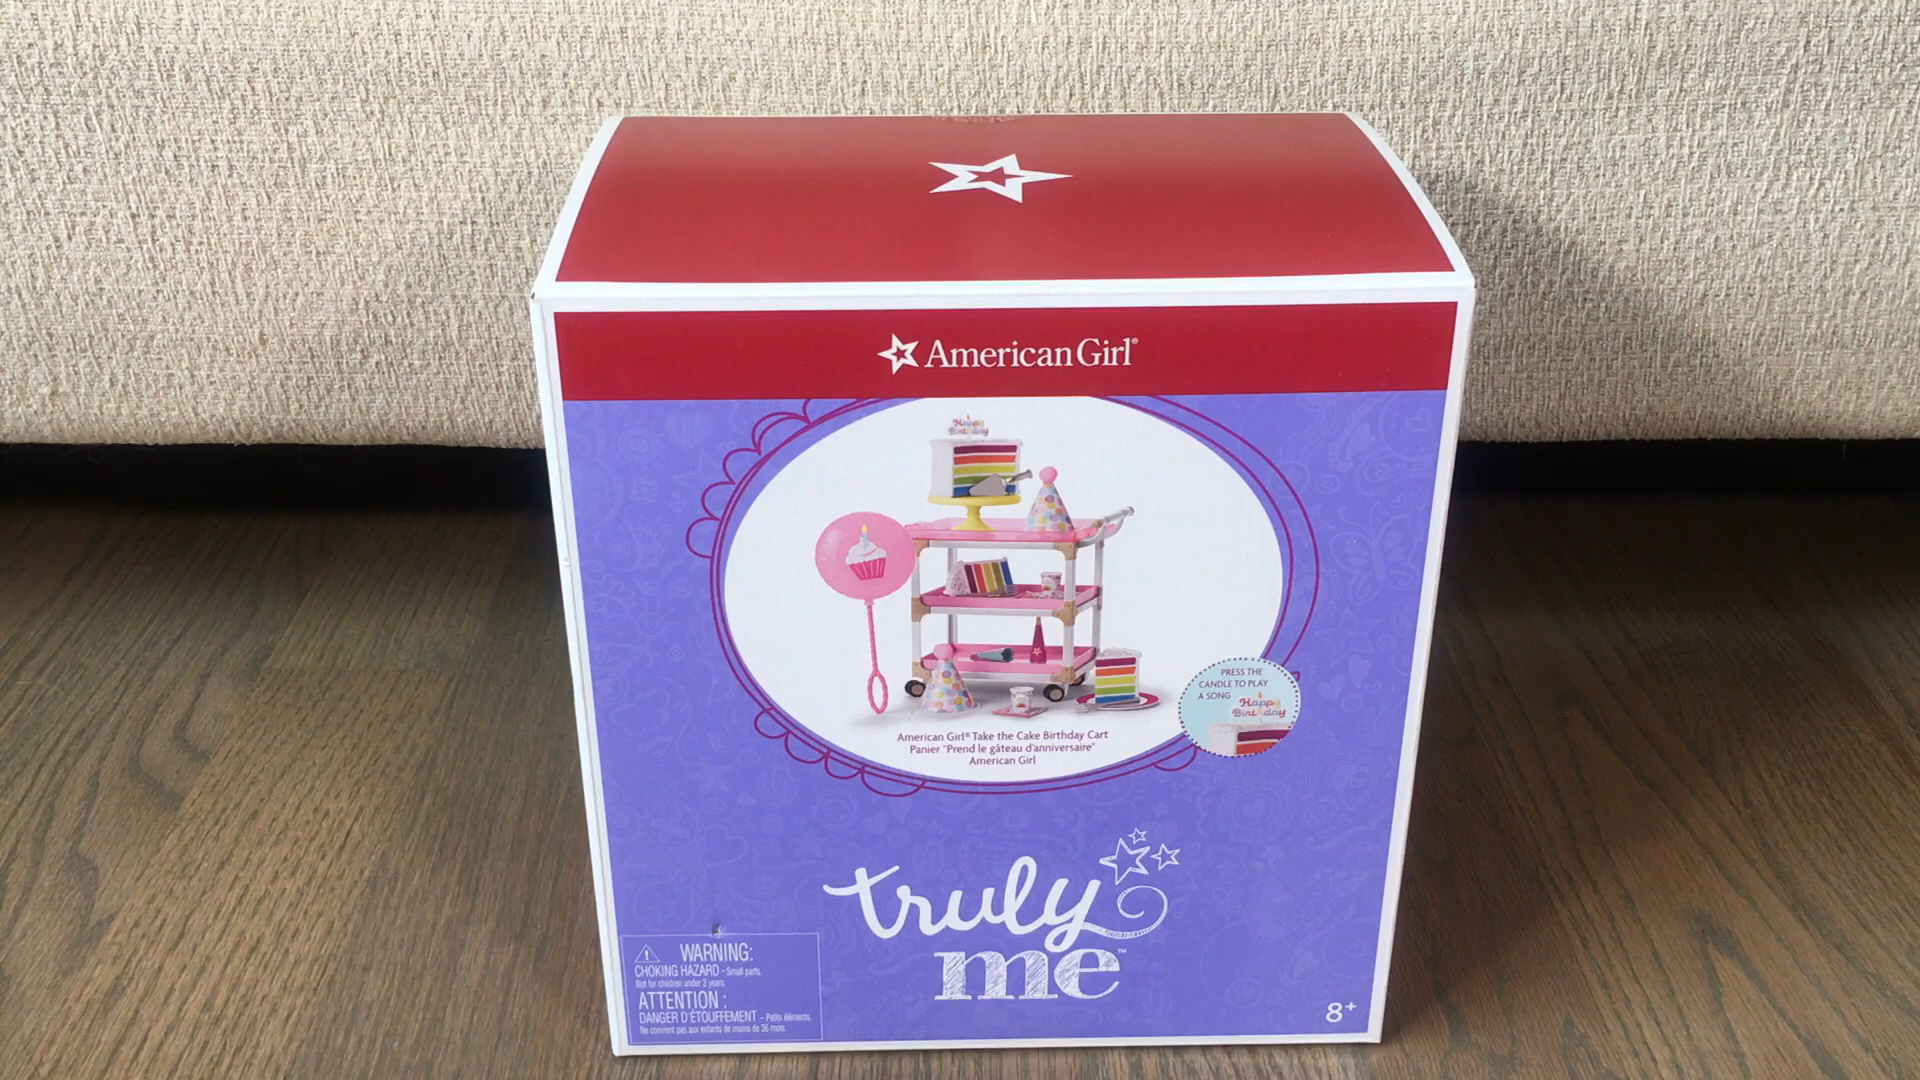 American Girl®
Happy
Birthday
American Girl® Take the Cake Birthday Cart
Panier "Prend le gâteau d'anniversaire"
American Girl
PRESS THE
CANDLE TO PLAY
A SONG
Happy
Birthday
truly
me™
WARNING:
CHOKING HAZARD - Small parts.
Not for children under 3 years.
ATTENTION :
DANGER D'ÉTOUFFEMENT – Petits éléments.
Ne convient pas aux enfants de moins de 36 mois.
8+